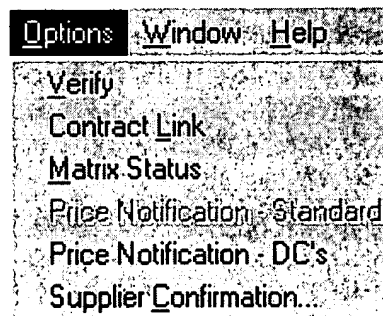 Options Window Help
Verify
Contract Link
Matrix Status
Price Notification - Standard
Price Notification - DC's
Supplier Confirmation...